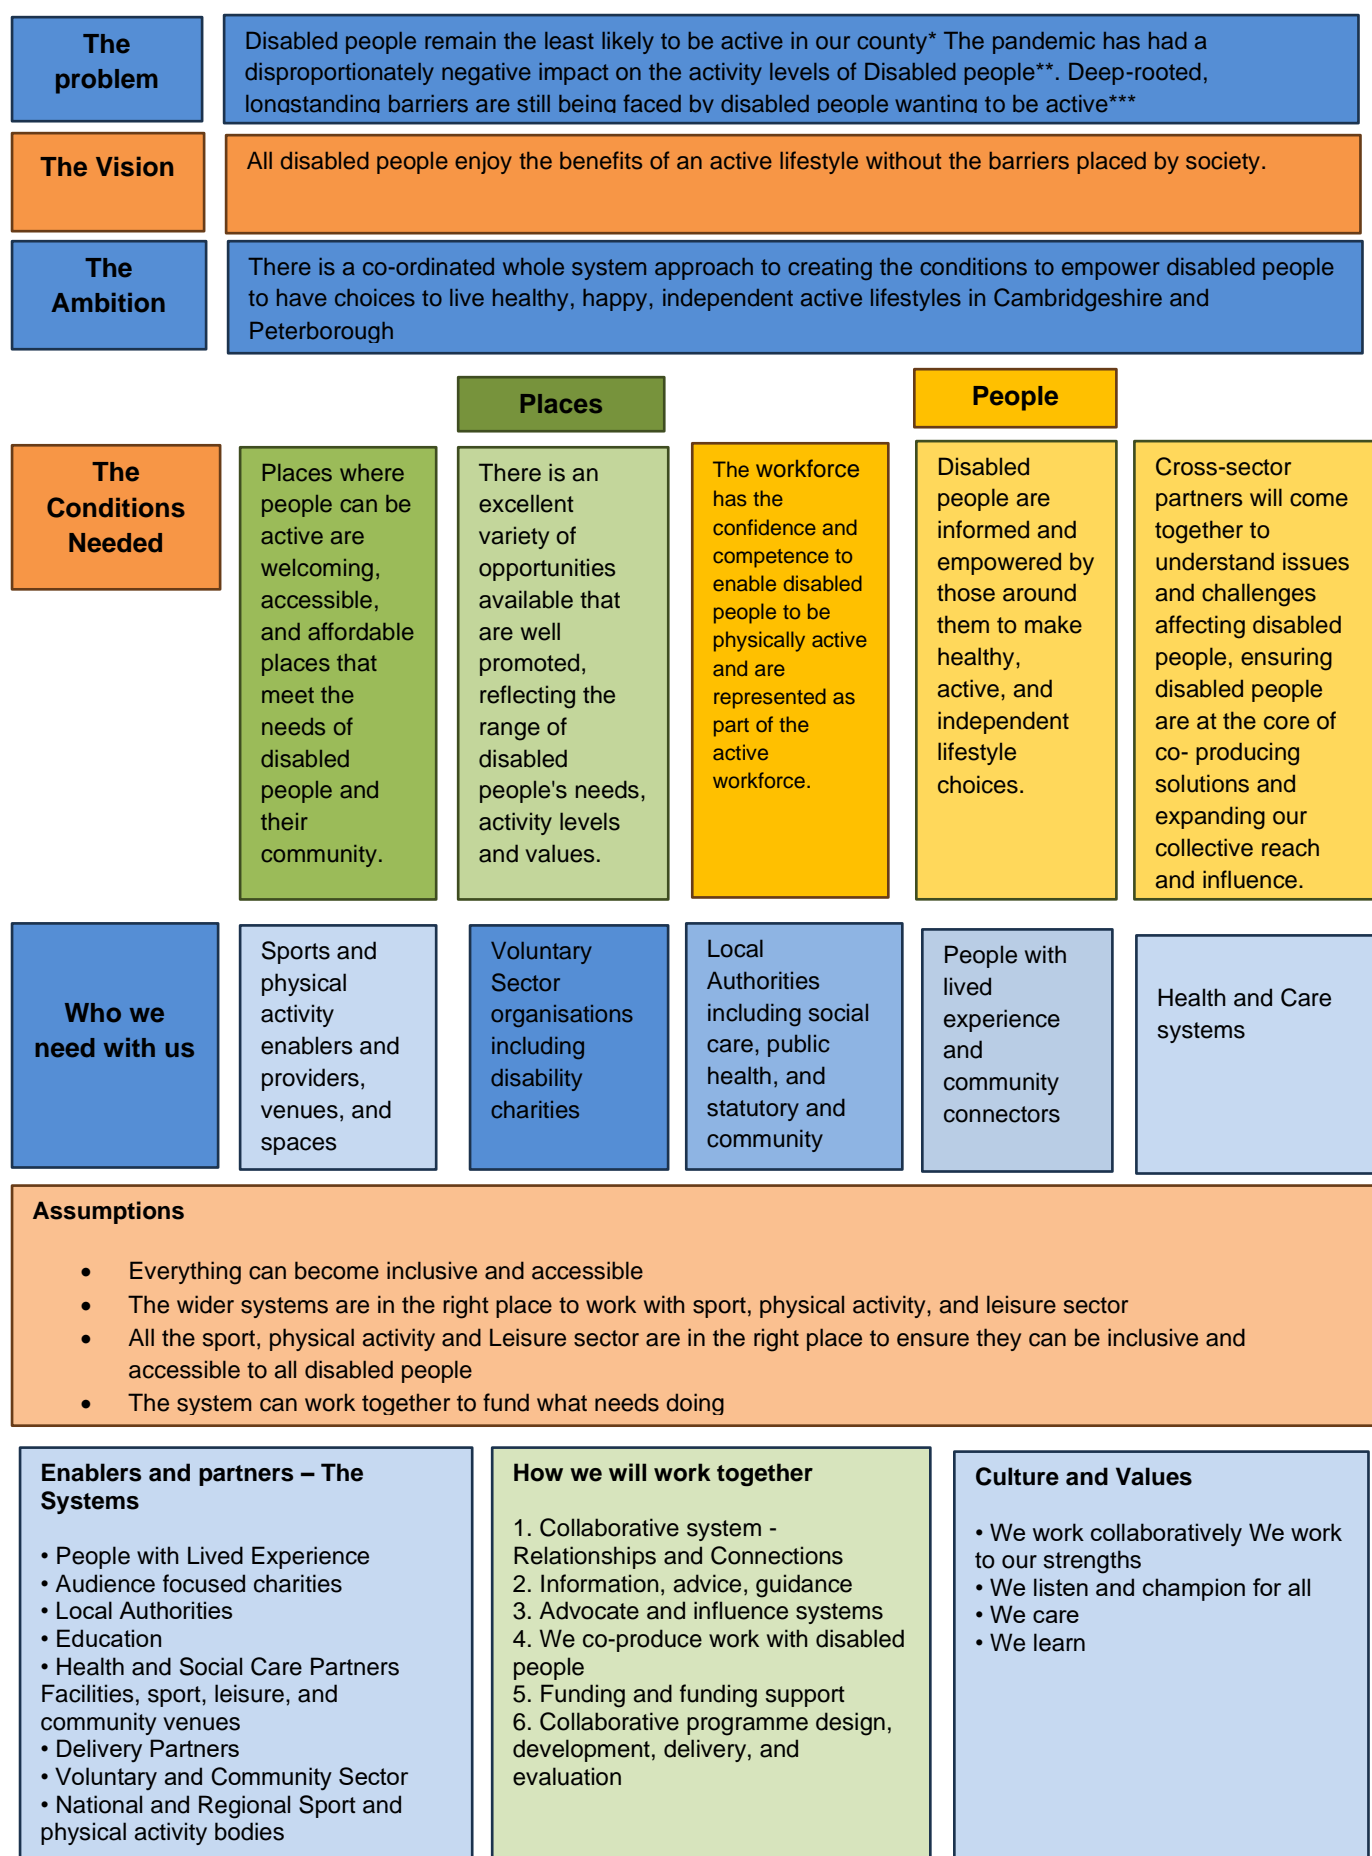 The
problem
Disabled people remain the least likely to be active in our county* The pandemic has had a
disproportionately negative impact on the activity levels of Disabled people**. Deep-rooted,
longstanding barriers are still being faced by disabled people wanting to be active***
The Vision
All disabled people enjoy the benefits of an active lifestyle without the barriers placed by society.
The
Ambition
There is a co-ordinated whole system approach to creating the conditions to empower disabled people
to have choices to live healthy, happy, independent active lifestyles in Cambridgeshire and
Peterborough
Places
People
The
Conditions
Needed
Places where
people can be
active are
welcoming,
accessible,
and affordable
places that
meet the
needs of
disabled
people and
their
community.
There is an
excellent
variety of
opportunities
available that
are well
promoted,
reflecting the
range of
disabled
people's needs,
activity levels
and values.
The workforce
has the
confidence and
competence to
enable disabled
people to be
physically active
and are
represented as
part of the
active
workforce.
Disabled
people are
informed and
empowered by
those around
them to make
healthy,
active, and
independent
lifestyle
choices.
Cross-sector
partners will come
together to
understand issues
and challenges
affecting disabled
people, ensuring
disabled people
are at the core of
co- producing
solutions and
expanding our
collective reach
and influence.
Who we
need with us
Sports and
physical
activity
enablers and
providers,
venues, and
spaces
Voluntary
Sector
organisations
including
disability
charities
Local
Authorities
including social
care, public
health, and
statutory and
community
People with
lived
experience
and
community
connectors
Health and Care
systems
Assumptions
• Everything can become inclusive and accessible
• The wider systems are in the right place to work with sport, physical activity, and leisure sector
• All the sport, physical activity and Leisure sector are in the right place to ensure they can be inclusive and
accessible to all disabled people
• The system can work together to fund what needs doing
Enablers and partners – The
Systems
• People with Lived Experience
• Audience focused charities
• Local Authorities
• Education
• Health and Social Care Partners
Facilities, sport, leisure, and
community venues
• Delivery Partners
• Voluntary and Community Sector
• National and Regional Sport and
physical activity bodies
How we will work together
1. Collaborative system -
Relationships and Connections
2. Information, advice, guidance
3. Advocate and influence systems
4. We co-produce work with disabled
people
5. Funding and funding support
6. Collaborative programme design,
development, delivery, and
evaluation
Culture and Values
• We work collaboratively We work
to our strengths
• We listen and champion for all
• We care
• We learn